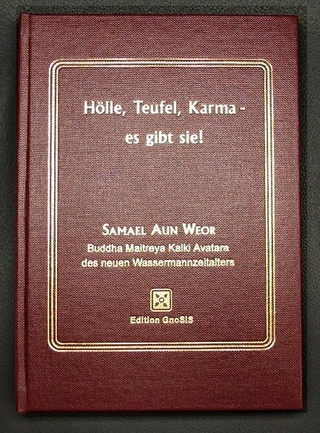 Hölle, Teufel, Karma -
es gibt sie!
SAMAEL AUN WEOR
Buddha Maitreya Kalki Avatara
des neuen Wassermannzeitalters
Edition GnoSiS